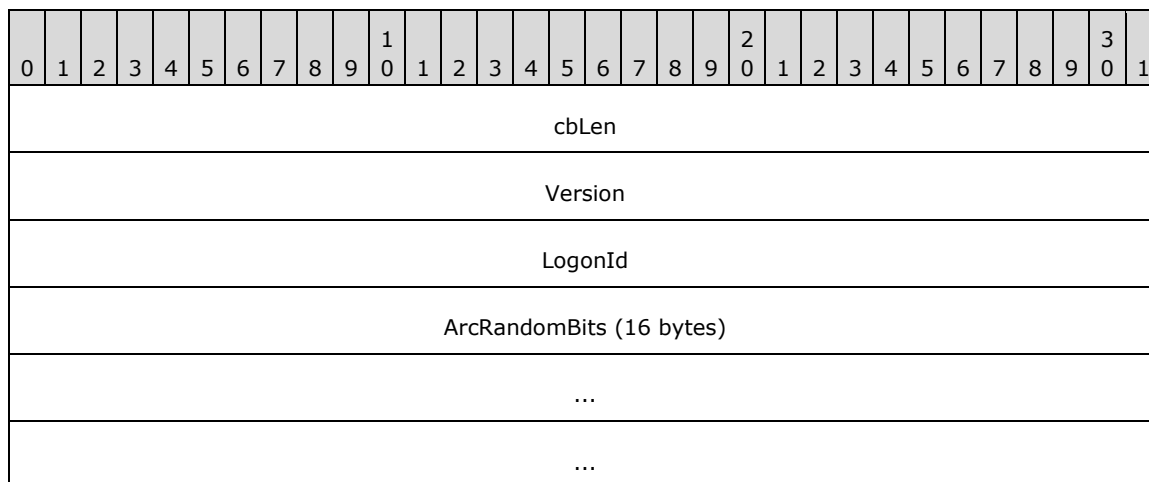 1 2 3
0 1 2 3 4 5 6 7 8 9 0 1 2 3 4 5 6 7 8 9 0 1 2 3 4 5 6 7 8 9 0 1
cbLen
Version
LogonId
ArcRandomBits (16 bytes)
...
...